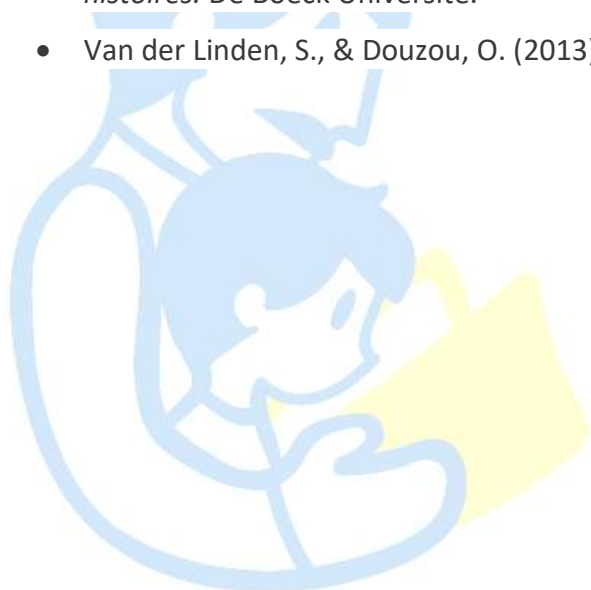 histoires. De Boeck Université.
• Van der Linden, S., & Douzou, O. (2013)